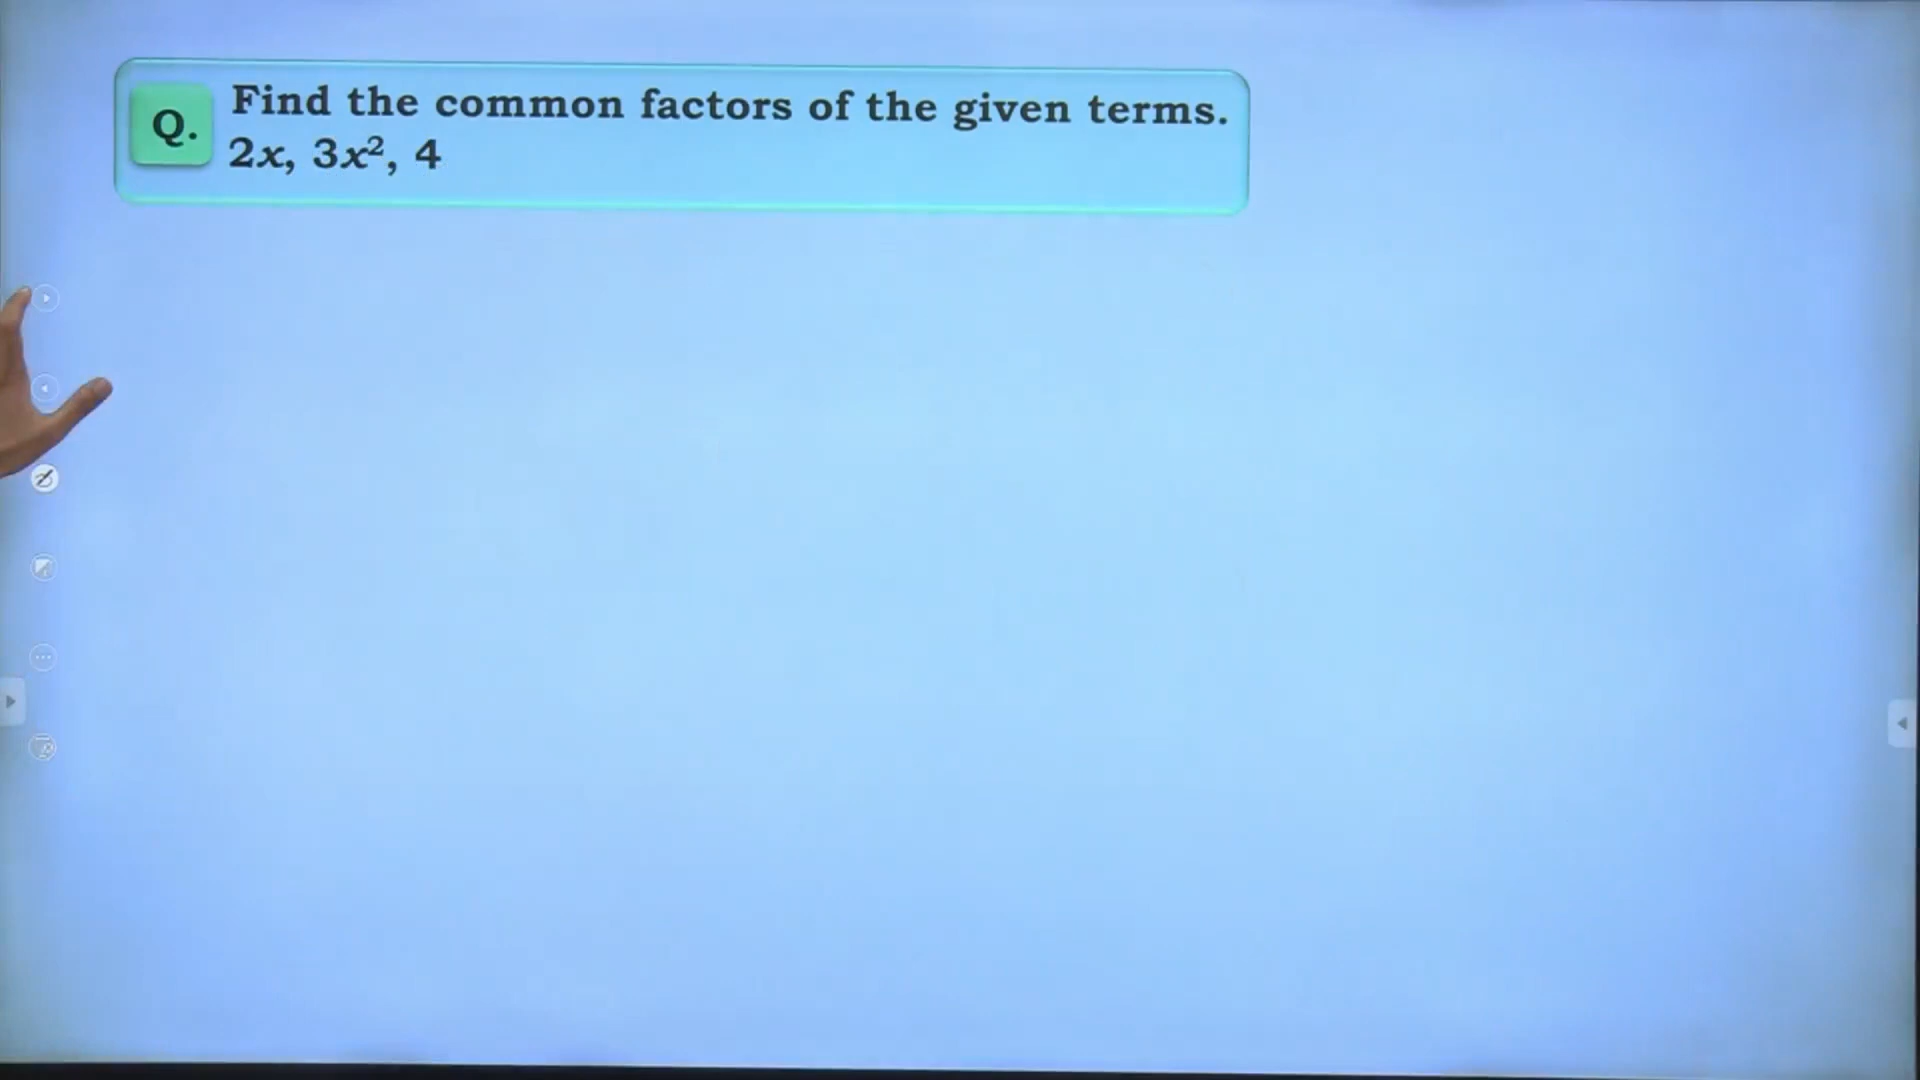 Q. Find the common factors of the given terms.
2x, 3x², 4